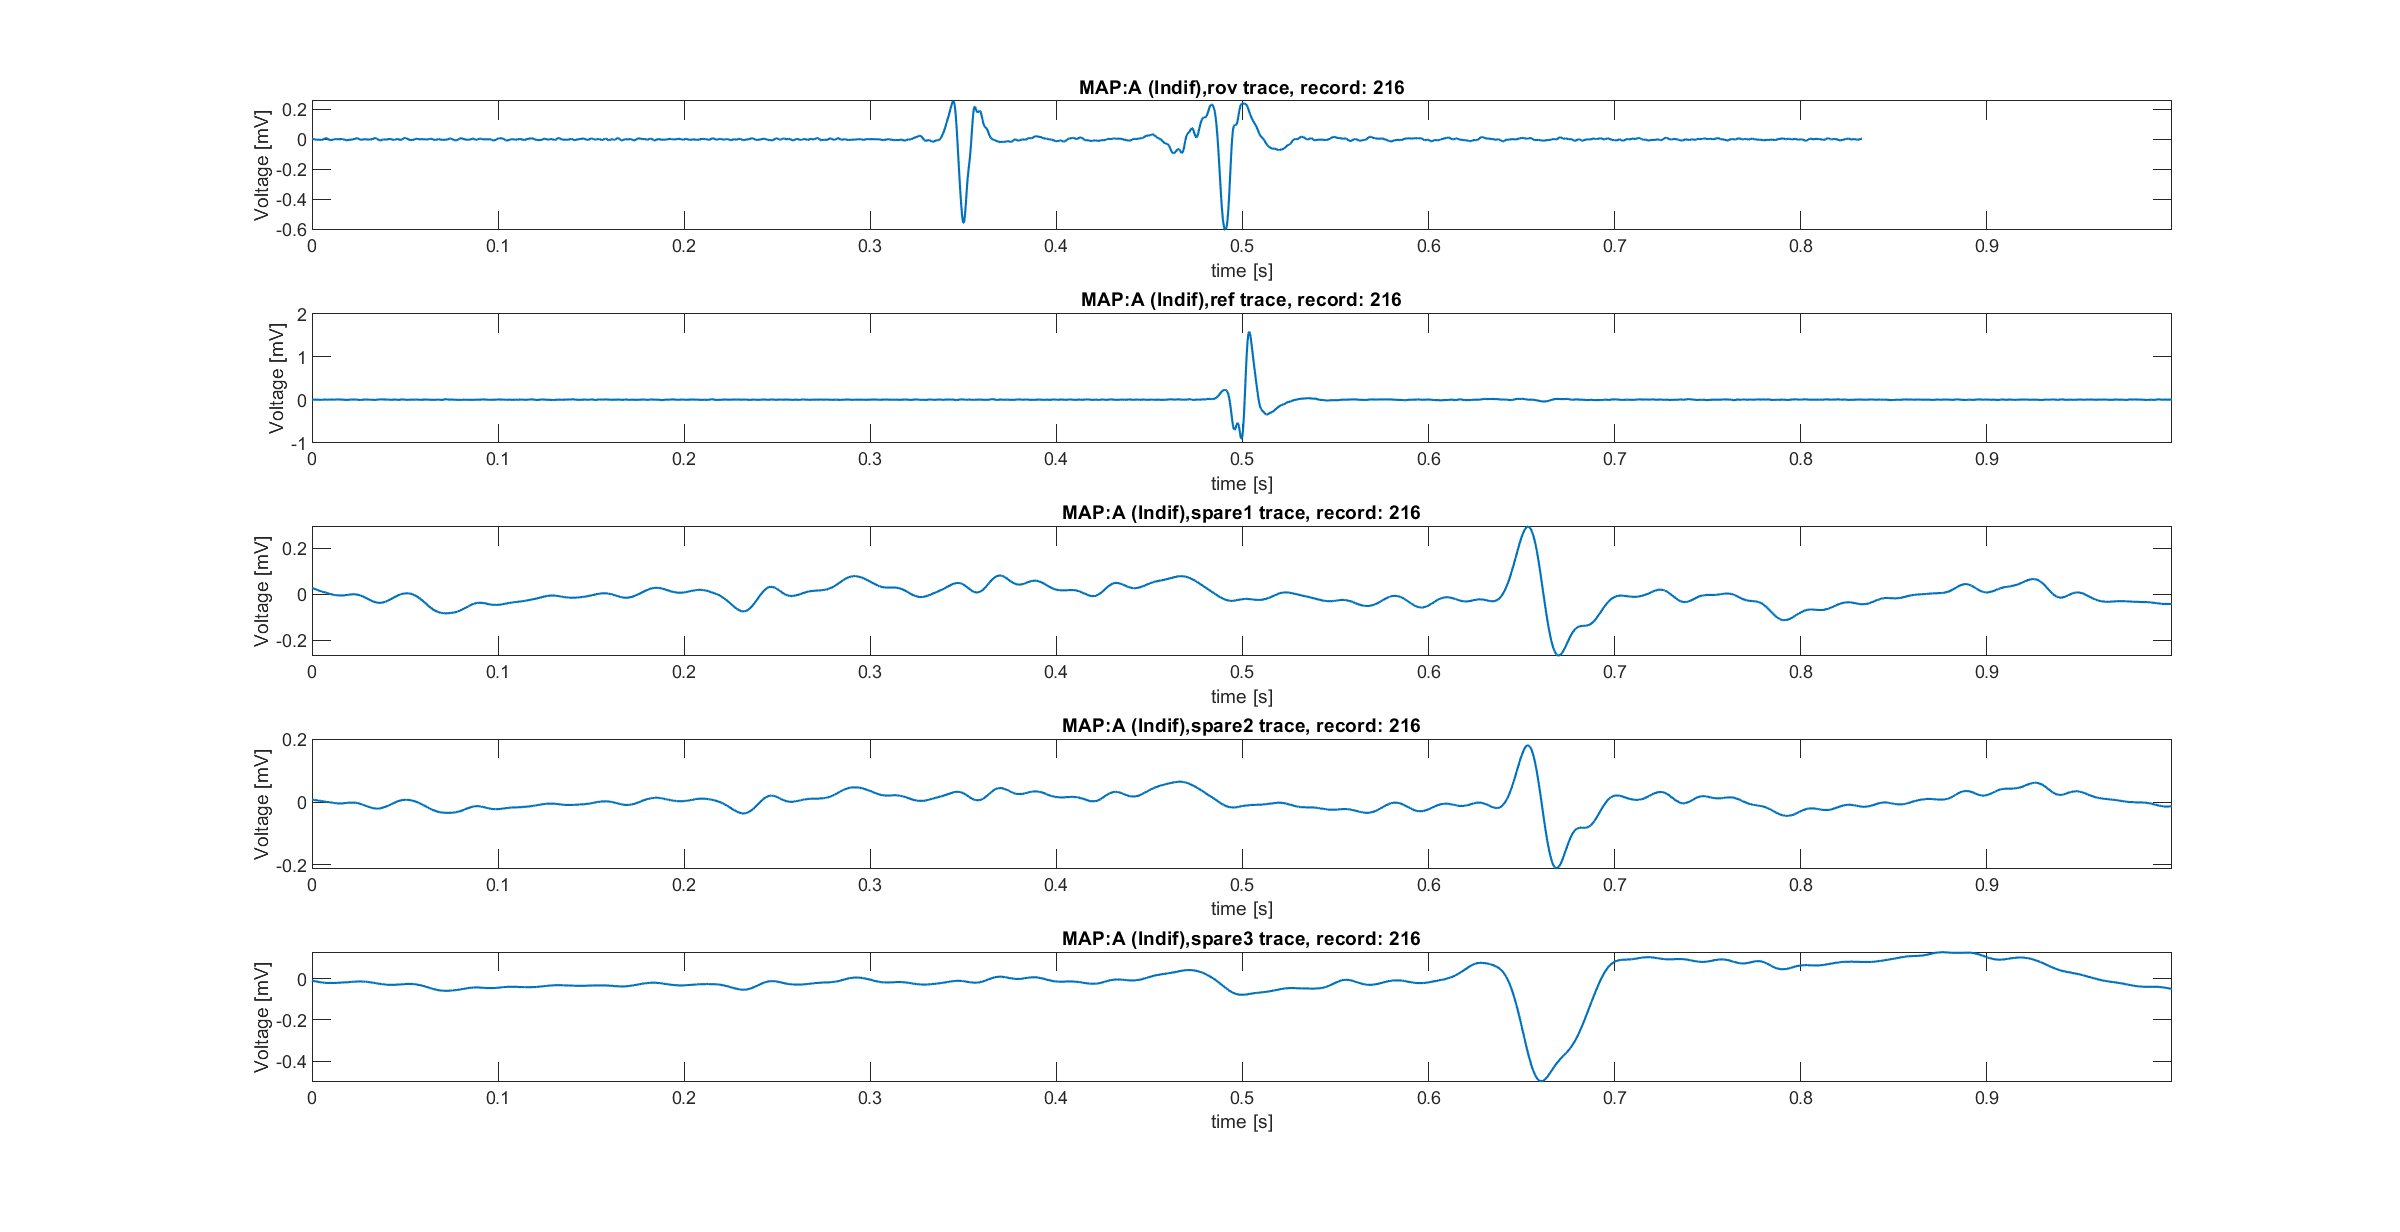 MAP:A (Indif),rov trace, record: 216
Voltage [mV]
0.2
0
-0.2
-0.4
-0.6
0 0.1 0.2 0.3 0.4 0.5 0.6 0.7 0.8 0.9
time [s]
MAP:A (Indif),ref trace, record: 216
Voltage [mV]
2
1
0
-1
0 0.1 0.2 0.3 0.4 0.5 0.6 0.7 0.8 0.9
time [s]
MAP:A (Indif),spare1 trace, record: 216
Voltage [mV]
0.2
0
-0.2
0 0.1 0.2 0.3 0.4 0.5 0.6 0.7 0.8 0.9
time [s]
MAP:A (Indif),spare2 trace, record: 216
Voltage [mV]
0.2
0
-0.2
0 0.1 0.2 0.3 0.4 0.5 0.6 0.7 0.8 0.9
time [s]
MAP:A (Indif),spare3 trace, record: 216
Voltage [mV]
0
-0.2
-0.4
0 0.1 0.2 0.3 0.4 0.5 0.6 0.7 0.8 0.9
time [s]